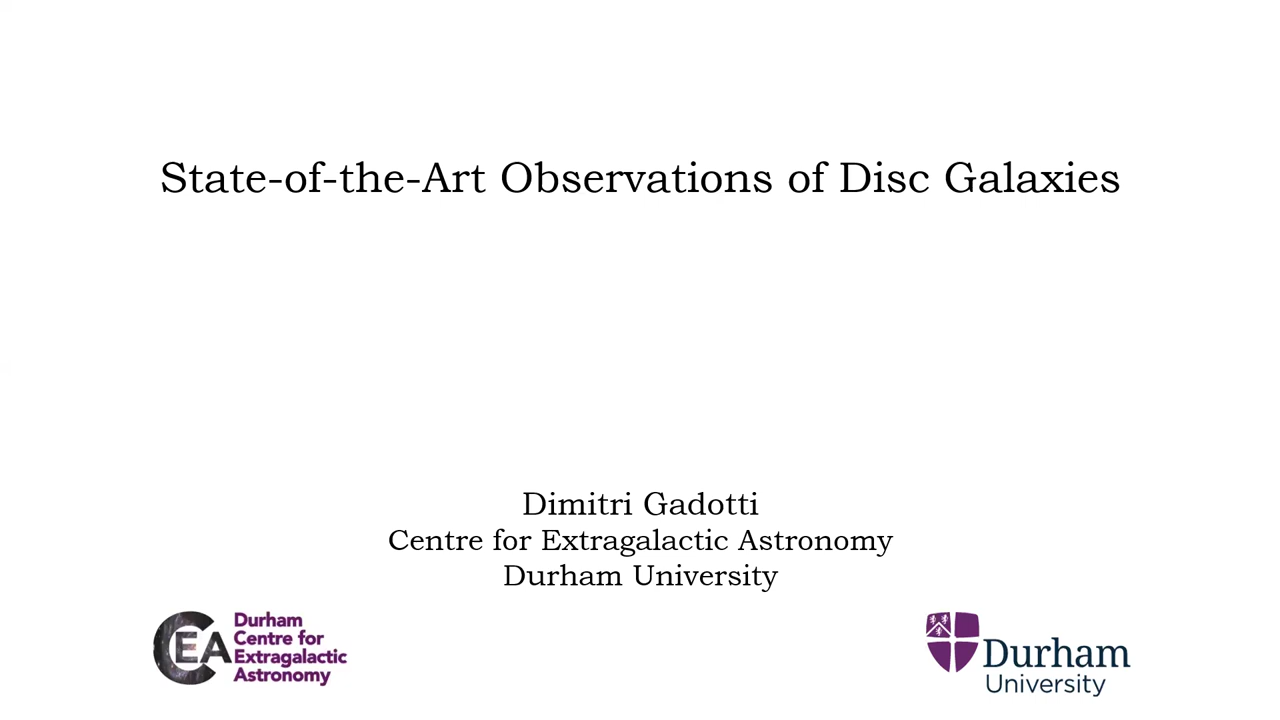 State-of-the-Art Observations of Disc Galaxies
Dimitri Gadotti
Centre for Extragalactic Astronomy
Durham University
CEA
Durham
Centre for
Extragalactic
Astronomy
Durham
University